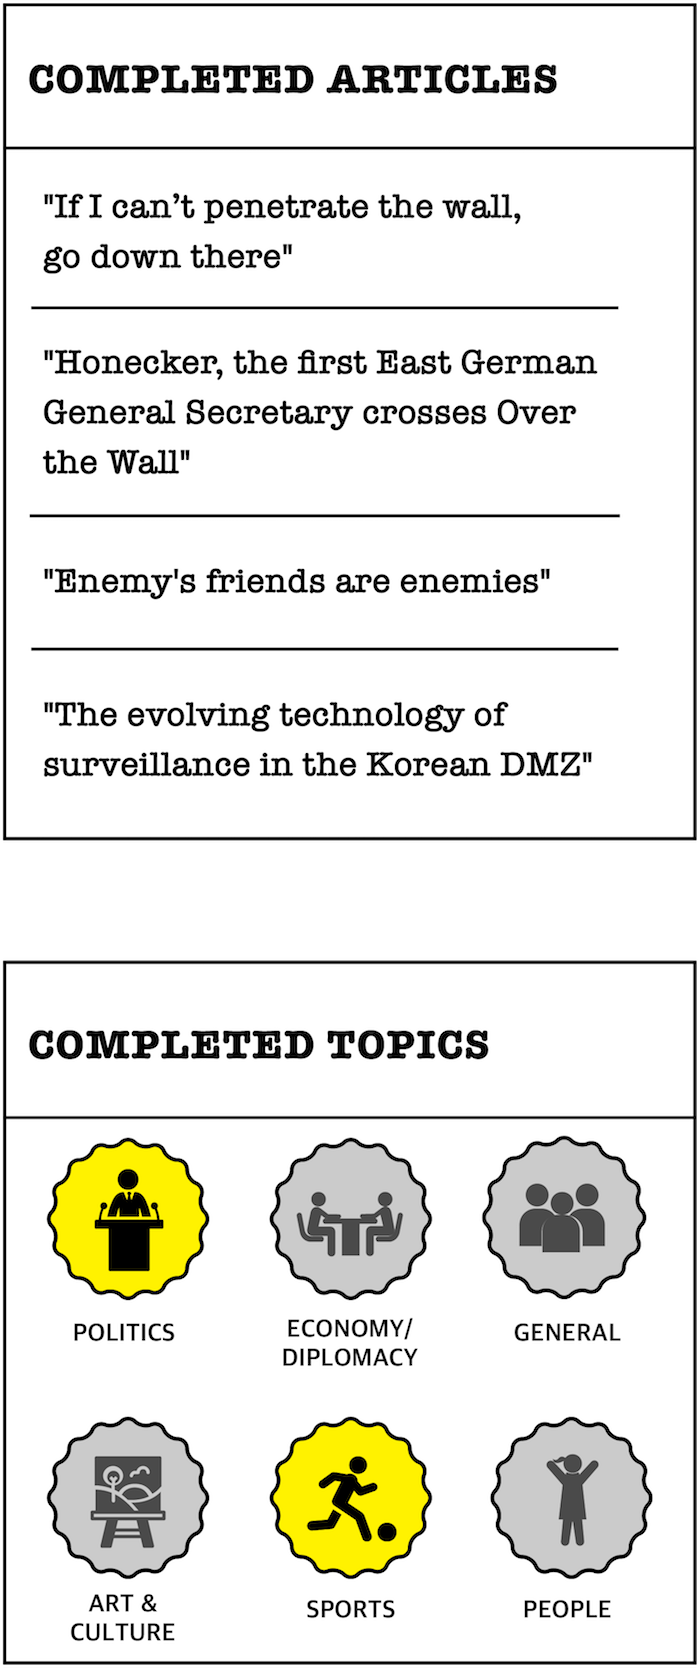 COMPLETED ARTICLES
"If I can’t penetrate the wall,
go down there"
"Honecker, the first East German
General Secretary crosses Over
the Wall"
"Enemy's friends are enemies"
"The evolving technology of
surveillance in the Korean DMZ"
COMPLETED TOPICS
POLITICS
ECONOMY/
DIPLOMACY
GENERAL
ART &
CULTURE
SPORTS
PEOPLE